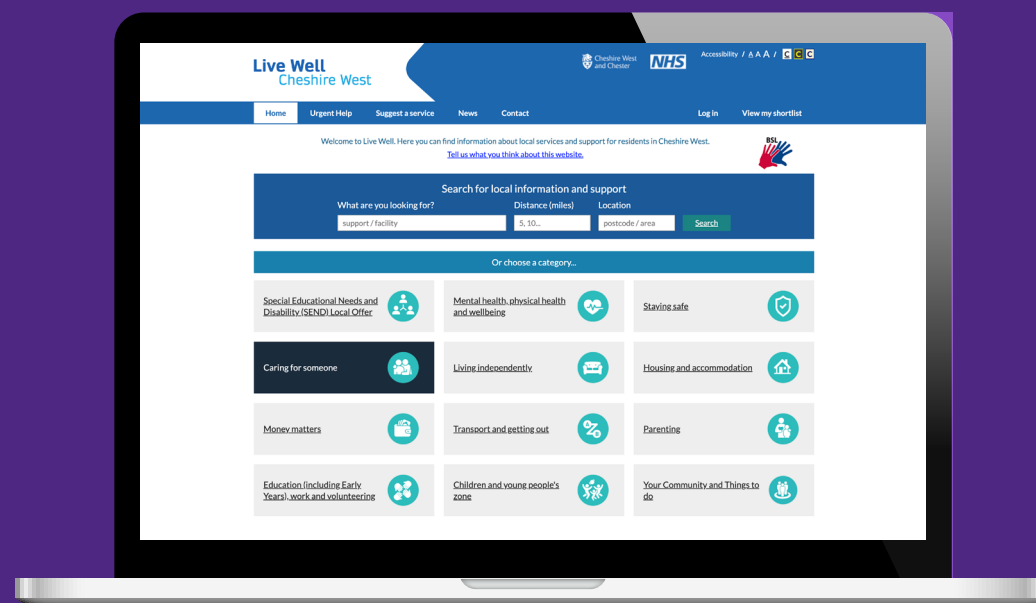 Live Well
Cheshire West
Cheshire West
and Chester
NHS
Accessibility / A A A / C C C
Home Urgent Help Suggest a service News Contact Log in View my shortlist
Welcome to Live Well. Here you can find information about local services and support for residents in Cheshire West.
Tell us what you think about this website.
BSL
Search for local information and support
What are you looking for? Distance (miles) Location
support / facility 5, 10... postcode / area Search
Or choose a category...
Special Educational Needs and
Disability (SEND) Local Offer
Mental health, physical health
and wellbeing
Staying safe
Caring for someone
Living independently
Housing and accommodation
Money matters
Transport and getting out
Parenting
Education (including Early
Years), work and volunteering
Children and young people's
zone
Your Community and Things to
do